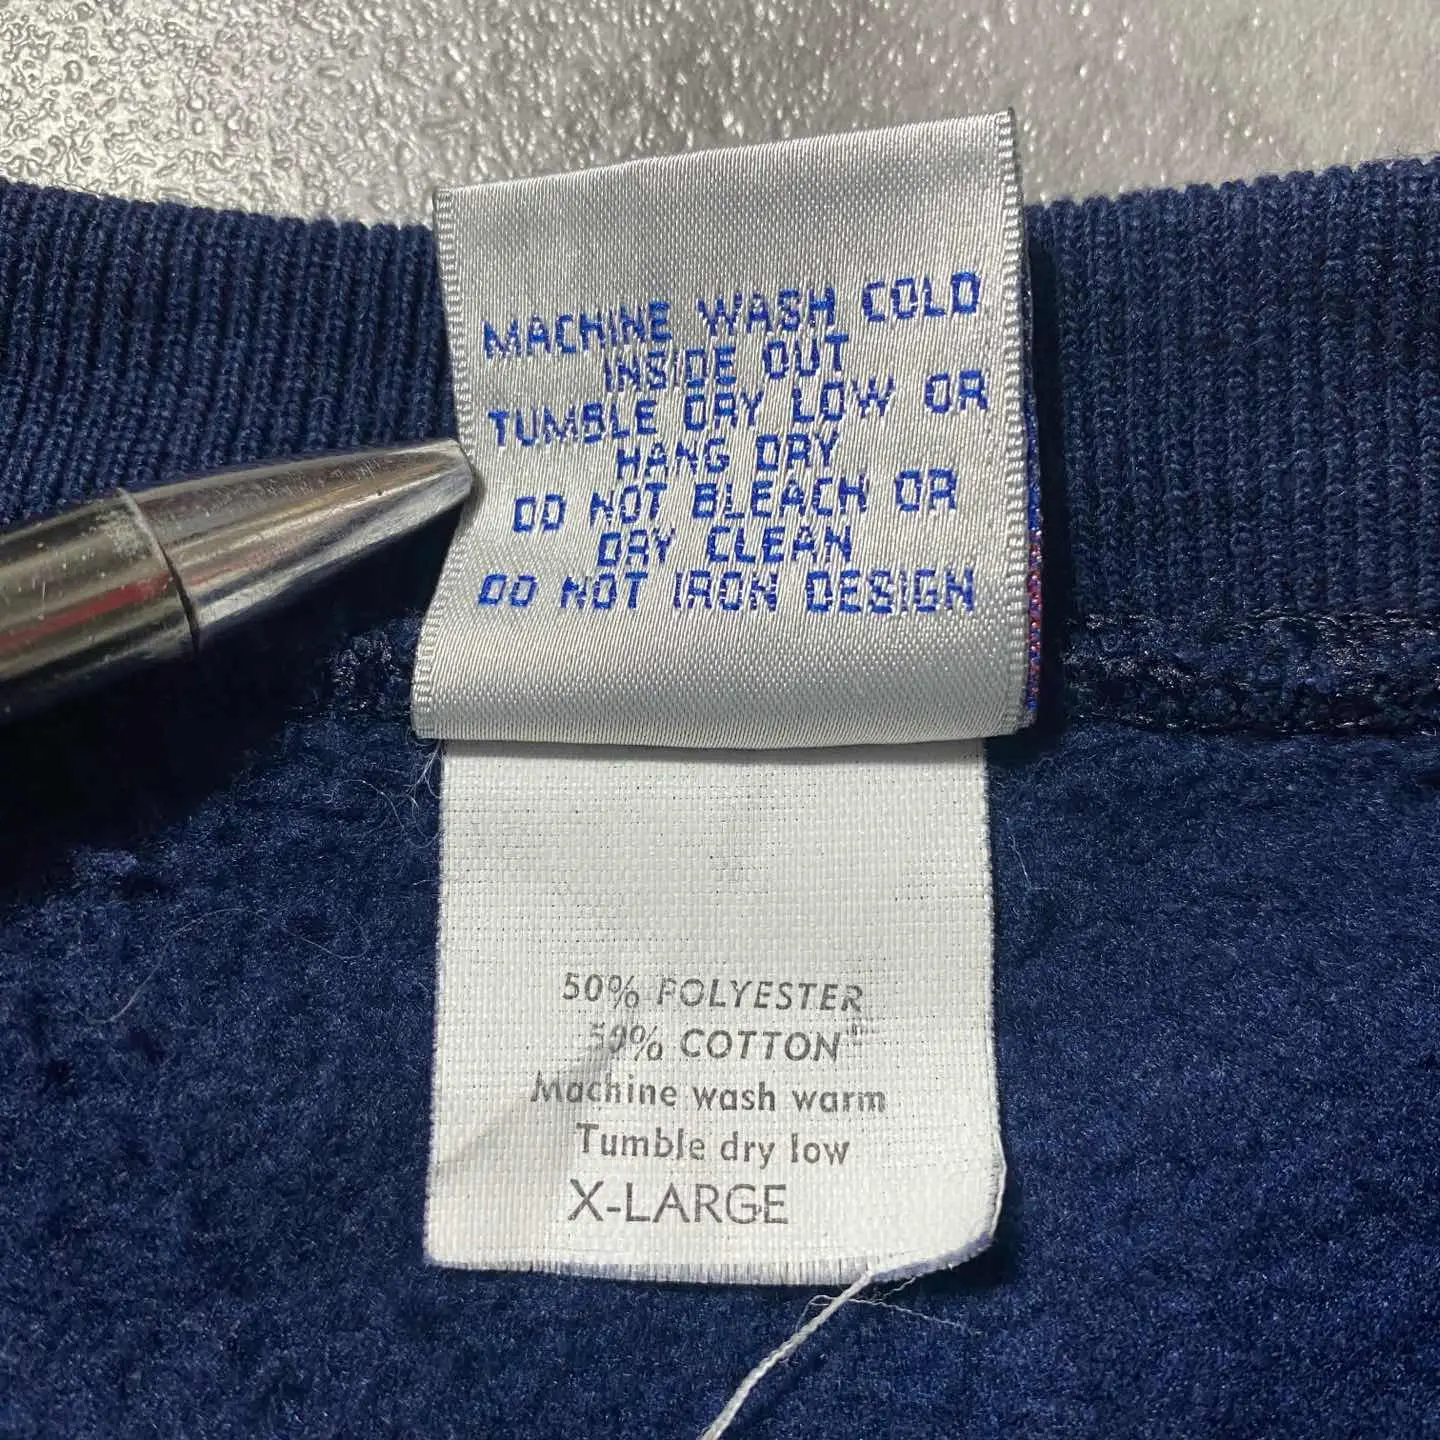 MACHINE WASH COLD
INSIDE OUT
TUMBLE DRY LOW OR
HANG DRY
DO NOT BLEACH OR
DRY CLEAN
DO NOT IRON DESIGN
50% POLYESTER
50% COTTON
Machine wash warm
Tumble dry low
X-LARGE